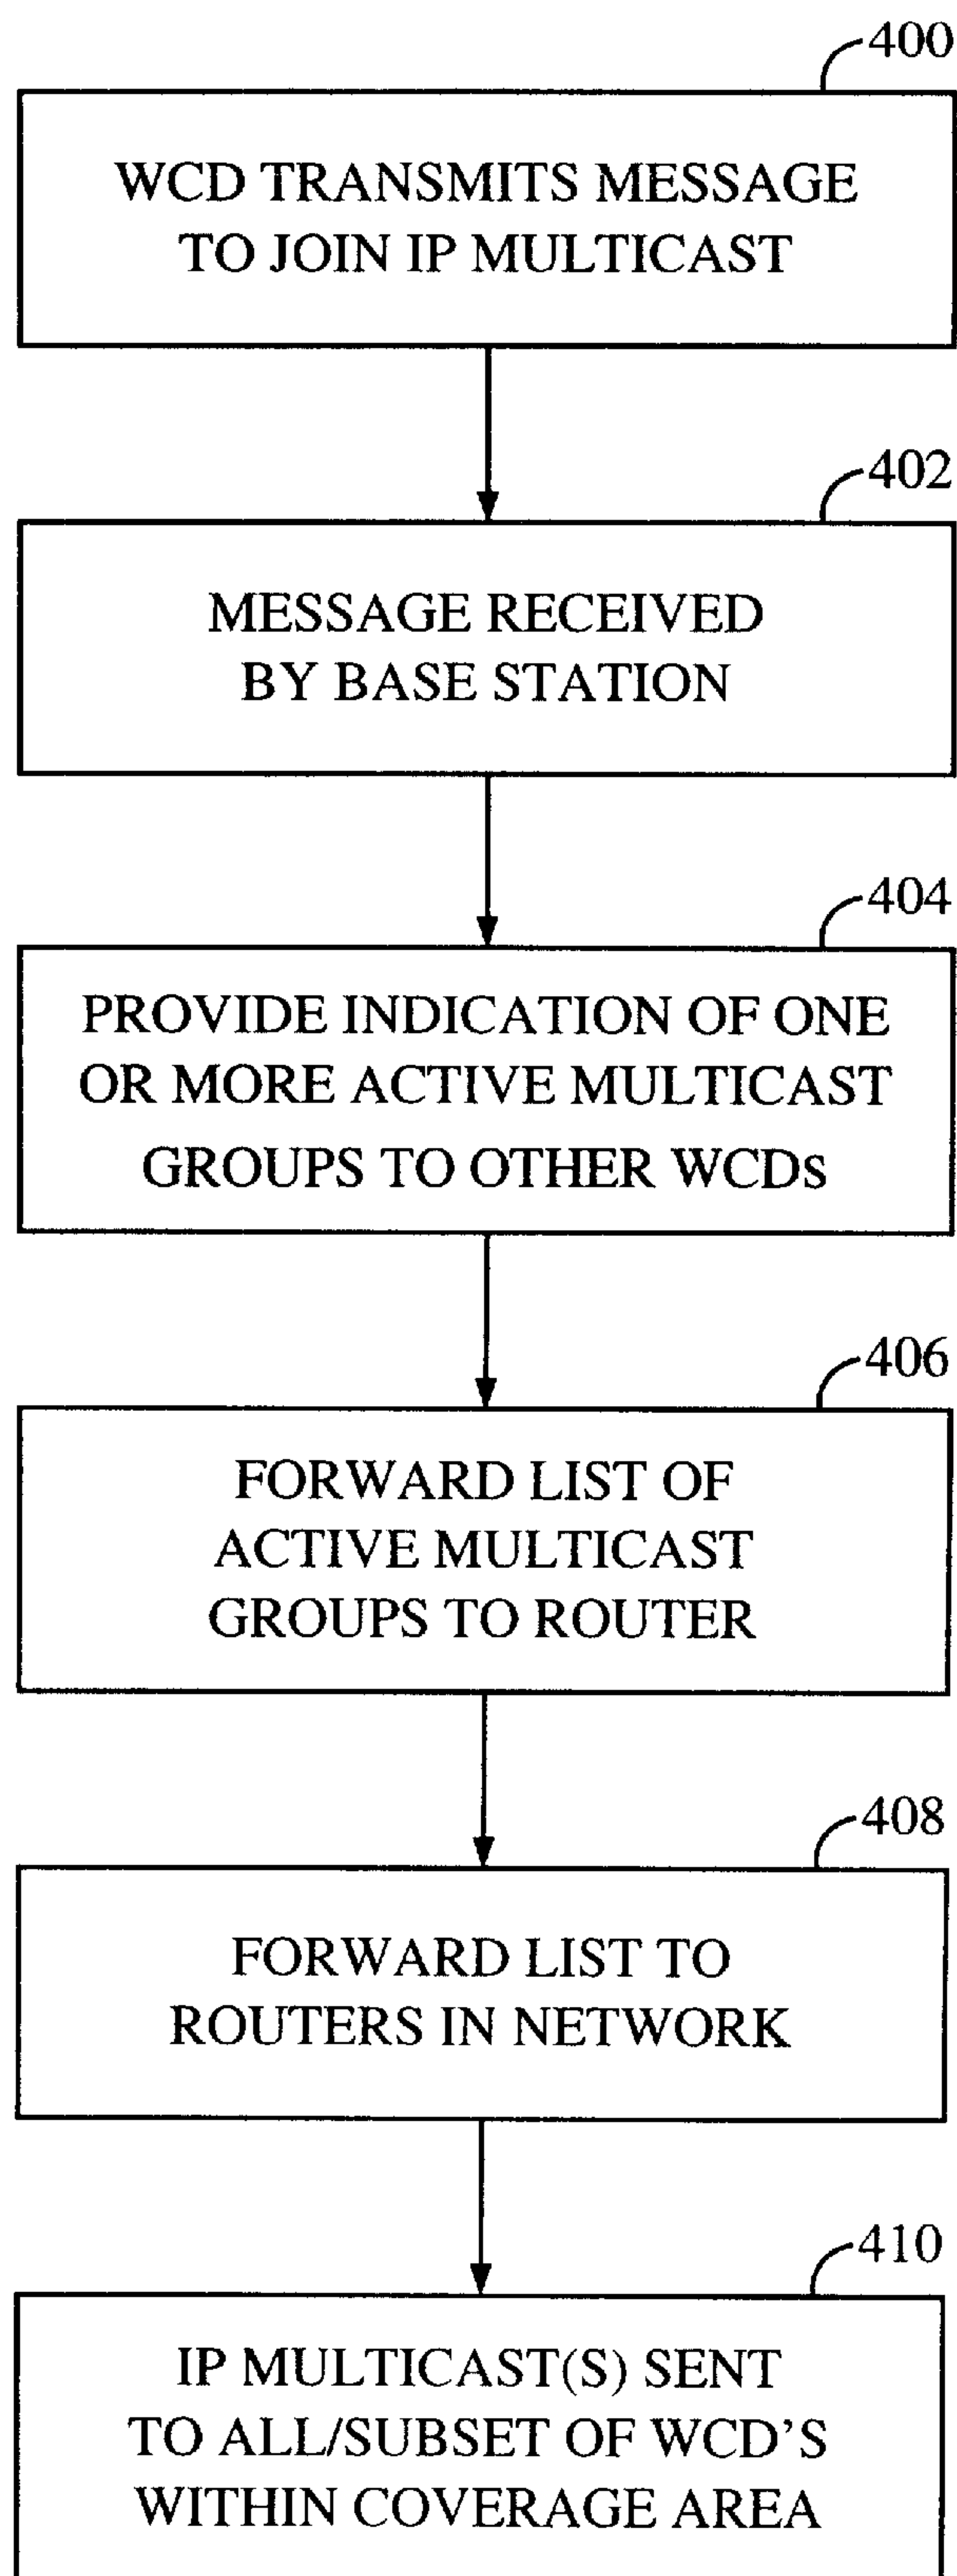 400
WCD TRANSMITS MESSAGE
TO JOIN IP MULTICAST
402
MESSAGE RECEIVED
BY BASE STATION
404
PROVIDE INDICATION OF ONE
OR MORE ACTIVE MULTICAST
GROUPS TO OTHER WCDs
406
FORWARD LIST OF
ACTIVE MULTICAST
GROUPS TO ROUTER
408
FORWARD LIST TO
ROUTERS IN NETWORK
410
IP MULTICAST(S) SENT
TO ALL/SUBSET OF WCD'S
WITHIN COVERAGE AREA